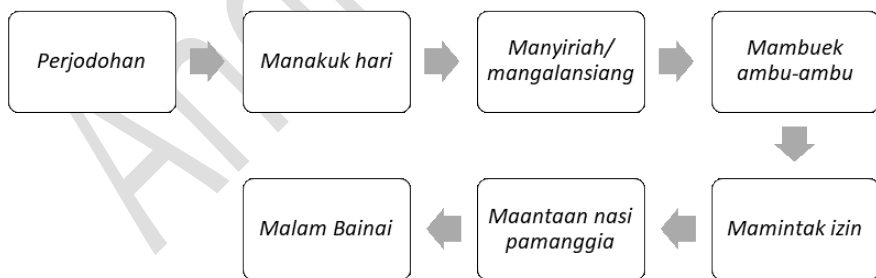 Perjodohan
Manakuk hari
Manyiriah/
mangalansiang
Mambuek
ambu-ambu
Mamintak izin
Maantaan nasi
pamanggia
Malam Bainai